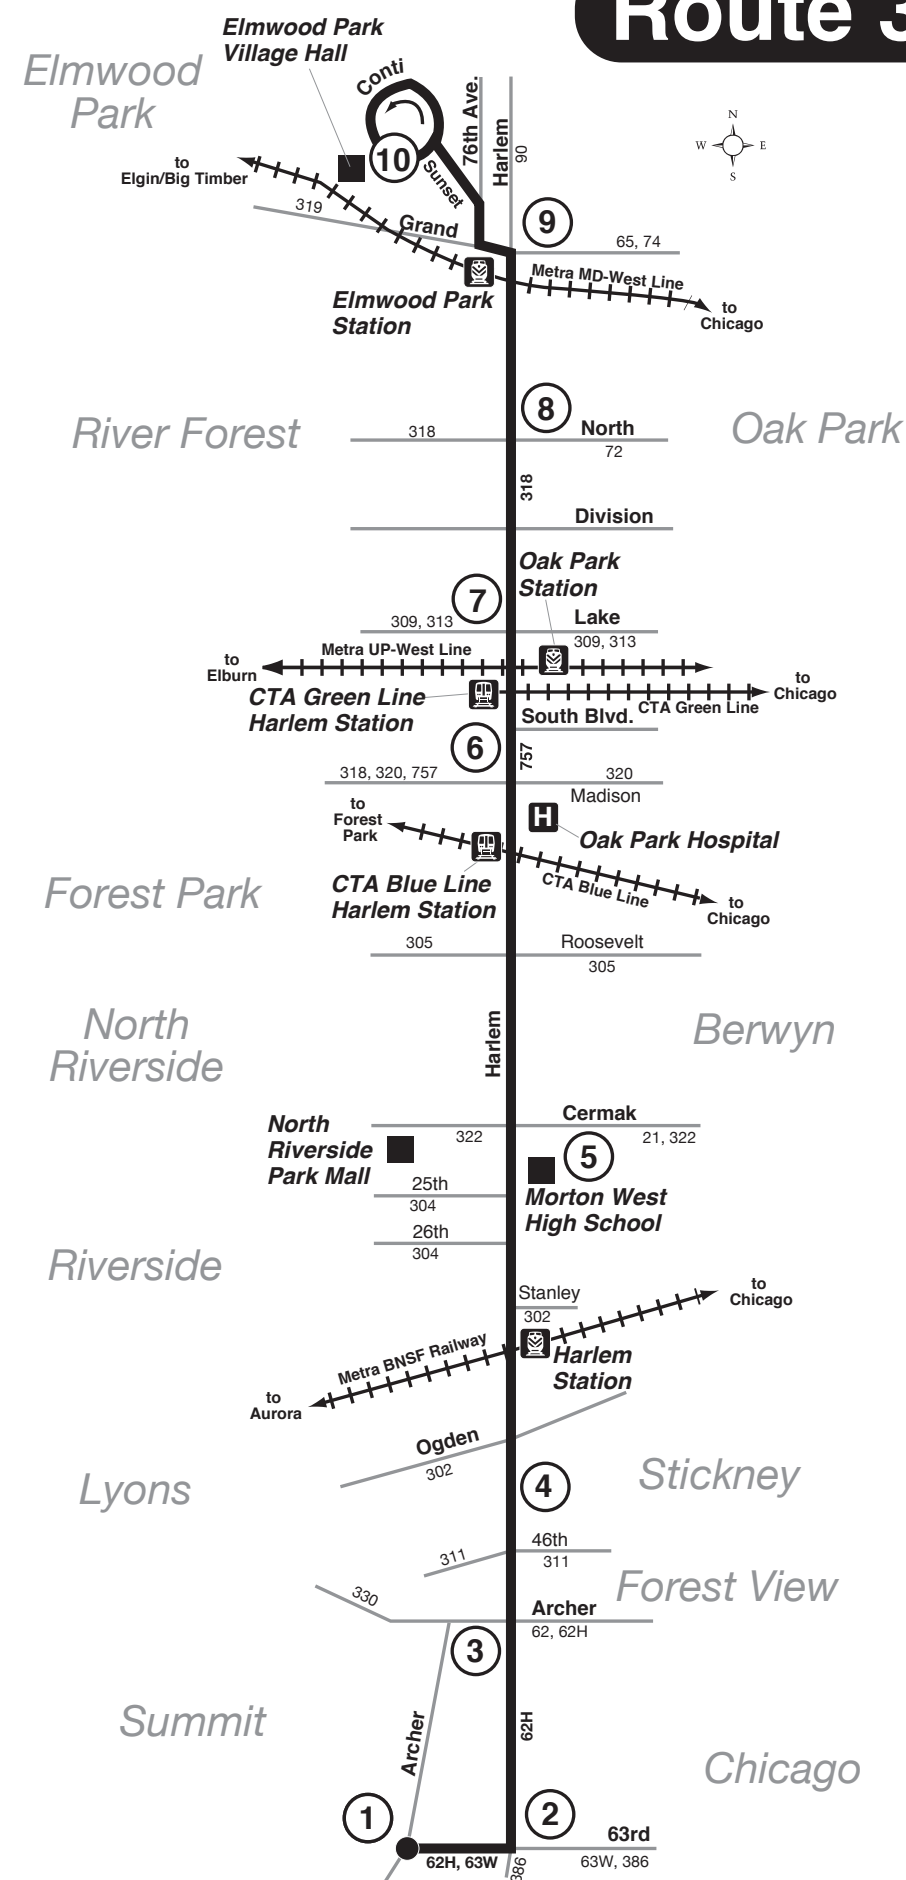 Route 3
Elmwood Park
Village Hall
Elmwood
Park
Conti
76th Ave.
Harlem
90
N
W
E
S
10
Sunset
to
Elgin/Big Timber
319
Grand
9
65, 74
Metra MD-West Line
Elmwood Park
Station
to
Chicago
8
River Forest
318
North
72
Oak Park
318
Division
Oak Park
Station
7
309, 313
Lake
309, 313
Metra UP-West Line
to
Elburn
CTA Green Line
Harlem Station
to
Chicago
CTA Green Line
South Blvd.
6
757
318, 320, 757
320
Madison
to
Forest
Park
H
Oak Park Hospital
CTA Blue Line
Harlem Station
CTA Blue Line
to
Chicago
Forest Park
305
Roosevelt
305
North
Riverside
Harlem
Berwyn
North
Riverside
Park Mall
Cermak
322
21, 322
5
25th
304
Morton West
High School
26th
304
Riverside
Stanley
302
to
Chicago
Metra BNSF Railway
Harlem
Station
to
Aurora
Ogden
302
Lyons
4
Stickney
46th
311
311
Forest View
330
Archer
62, 62H
3
Summit
Archer
62H
Chicago
1
2
63rd
62H, 63W
386
63W, 386